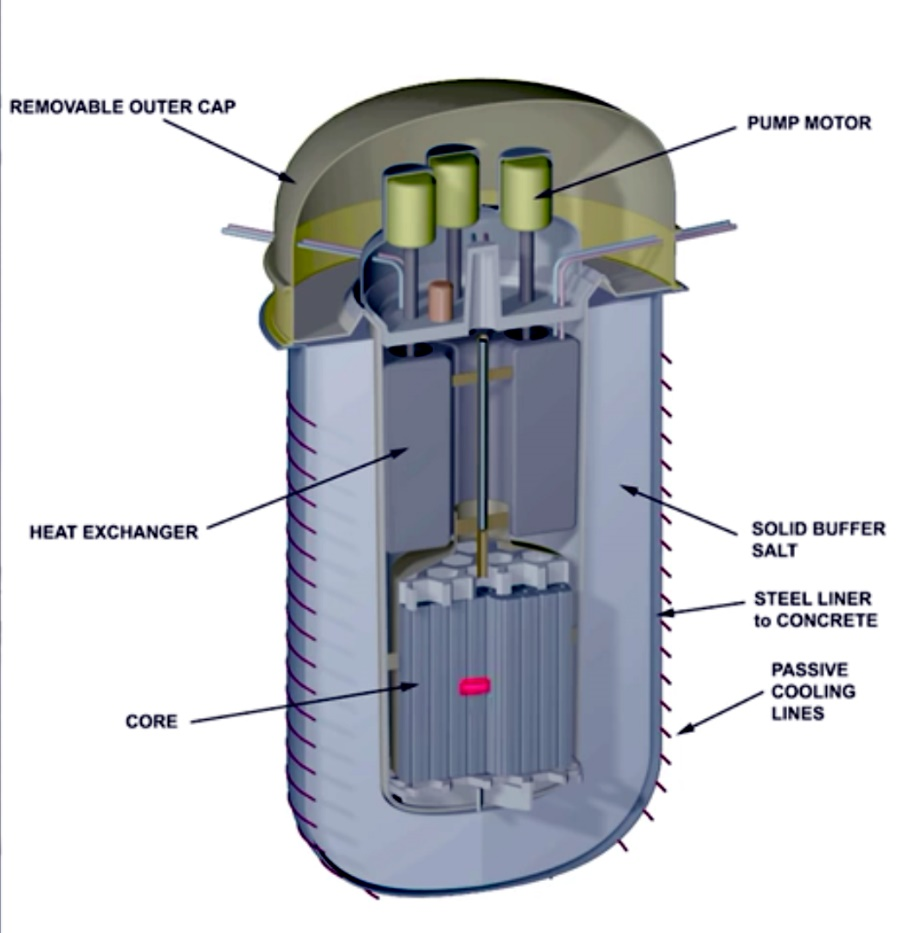 REMOVABLE OUTER CAP
PUMP MOTOR
HEAT EXCHANGER
SOLID BUFFER
SALT
STEEL LINER
to CONCRETE
PASSIVE
COOLING
LINES
CORE